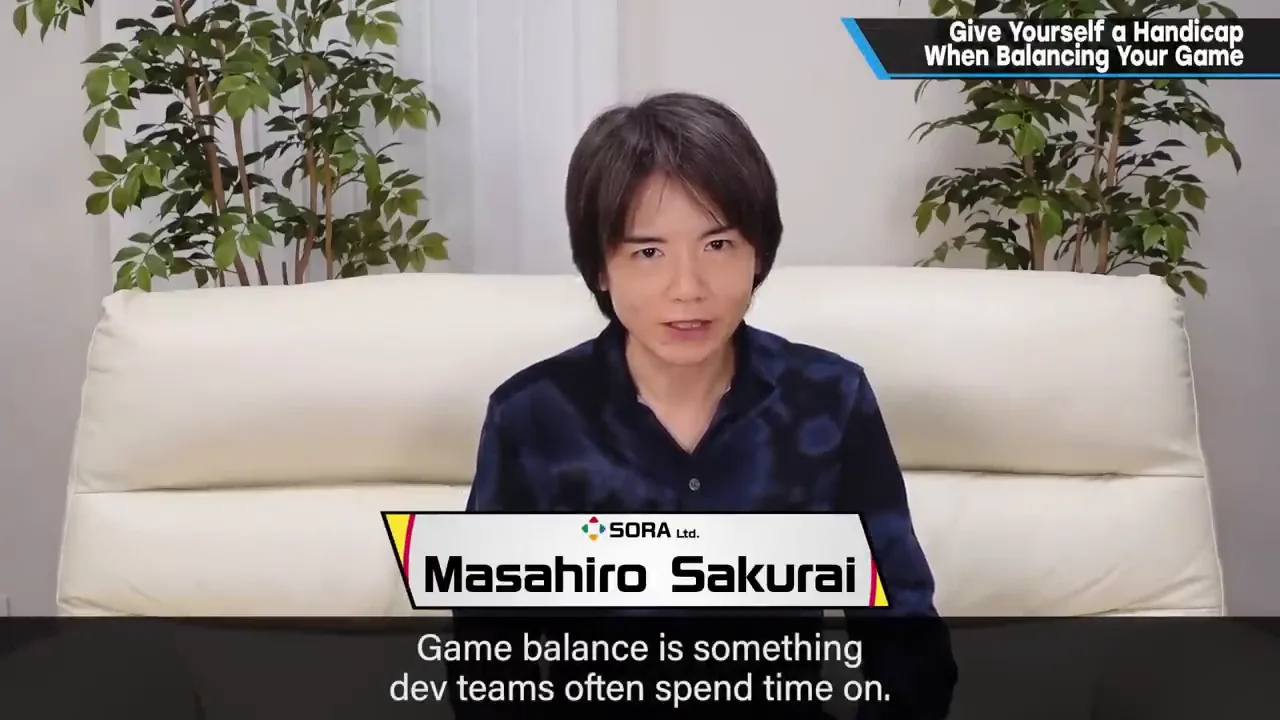 Give Yourself a Handicap
When Balancing Your Game
SORA Ltd.
Masahiro Sakurai
Game balance is something
dev teams often spend time on.